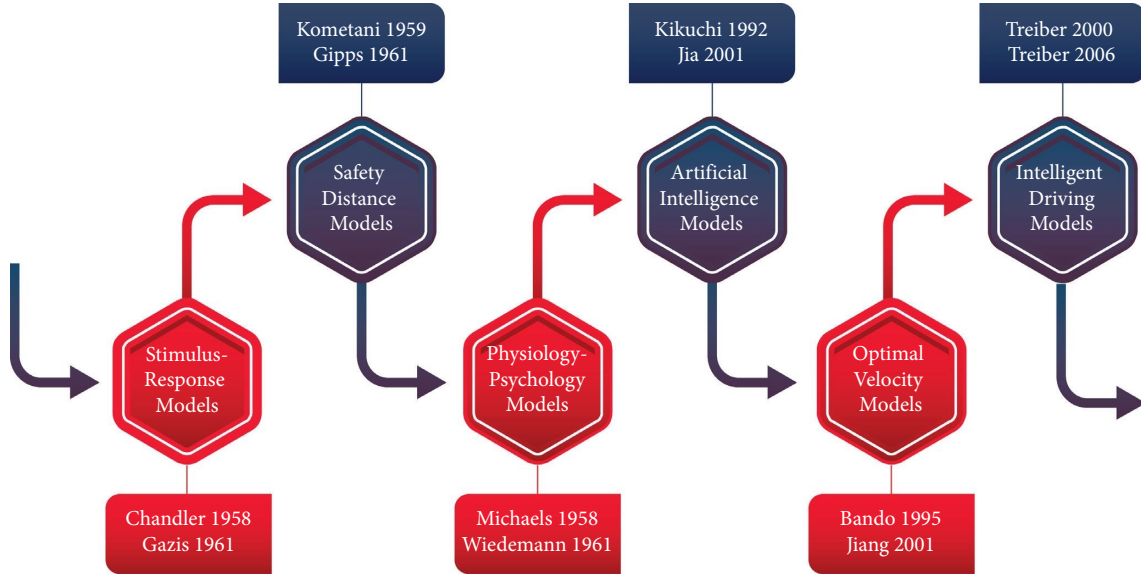 Kometani 1959
Gipps 1961
Kikuchi 1992
Jia 2001
Treiber 2000
Treiber 2006
Safety
Distance
Models
Artificial
Intelligence
Models
Intelligent
Driving
Models
Stimulus-
Response
Models
Physiology-
Psychology
Models
Optimal
Velocity
Models
Chandler 1958
Gazis 1961
Michaels 1958
Wiedemann 1961
Bando 1995
Jiang 2001